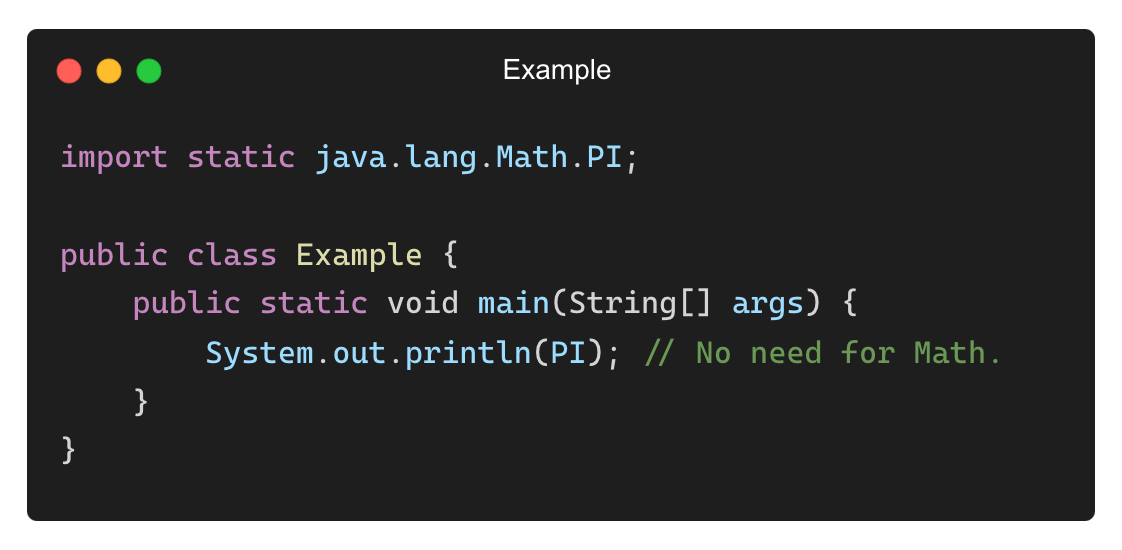 Example
import static java.lang.Math.PI;
public class Example {
    public static void main(String[] args) {
        System.out.println(PI); // No need for Math.
    }
}